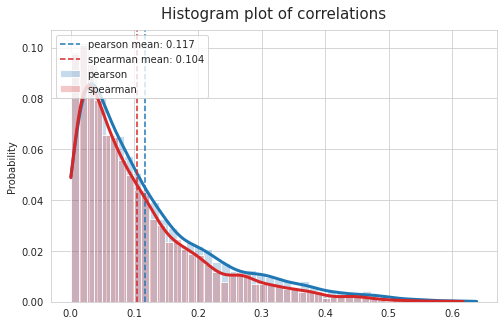 Histogram plot of correlations
pearson mean: 0.117
spearman mean: 0.104
pearson
spearman
Probability
0.10
0.08
0.06
0.04
0.02
0.00
0.0 0.1 0.2 0.3 0.4 0.5 0.6